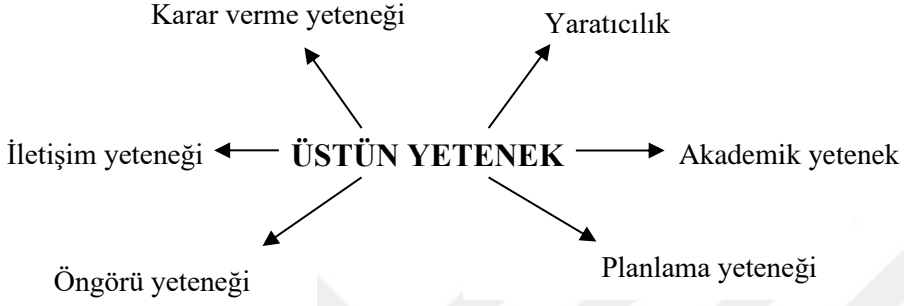 Karar verme yeteneği
Yaratıcılık
İletişim yeteneği
ÜSTÜN YETENEK
Akademik yetenek
Öngörü yeteneği
Planlama yeteneği